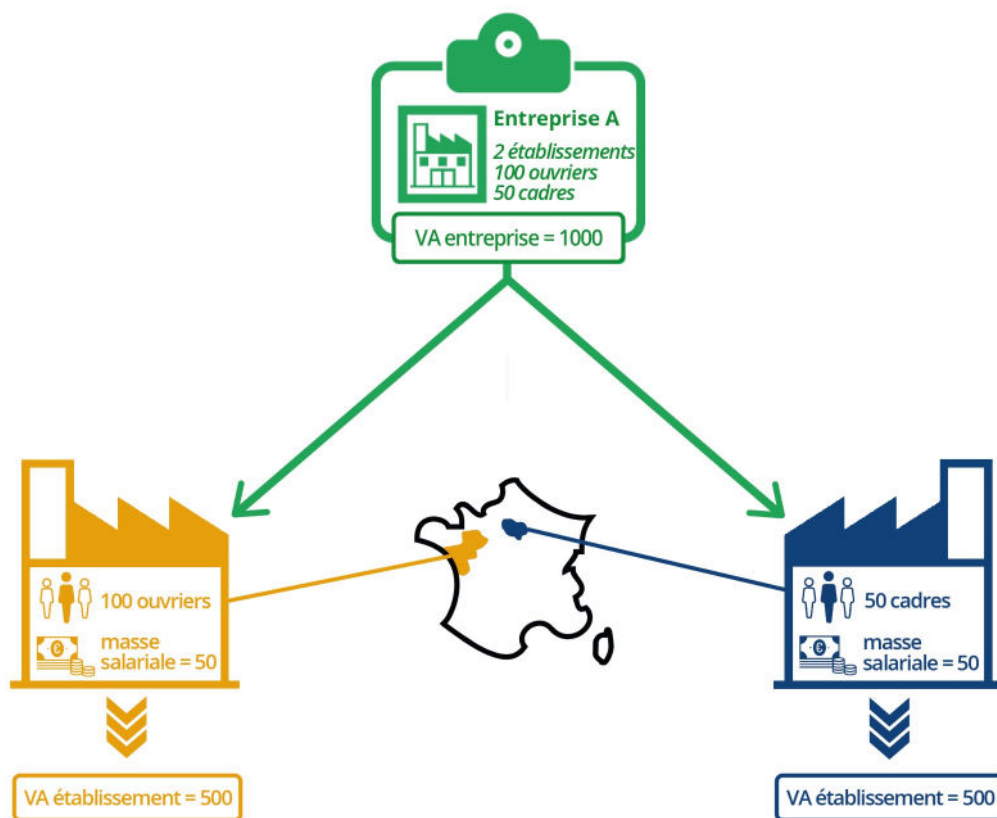 Entreprise A
2 établissements
100 ouvriers
50 cadres
VA entreprise = 1000
100 ouvriers
masse
salariale = 50
VA établissement = 500
50 cadres
masse
salariale = 50
VA établissement = 500